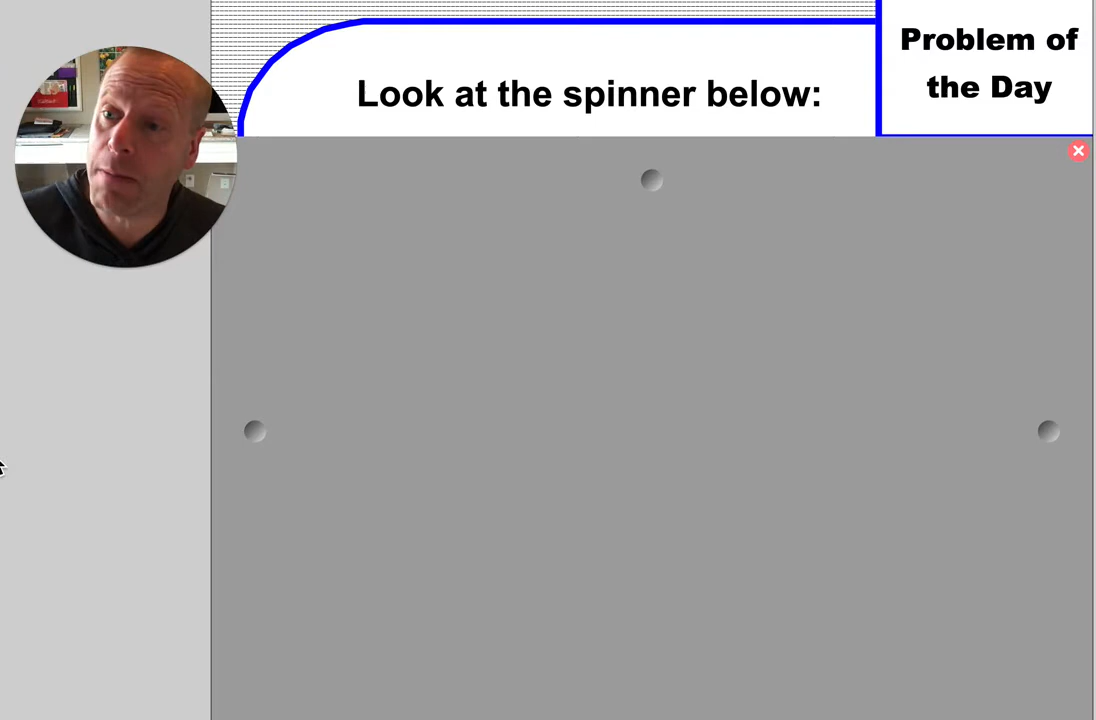 Look at the spinner below:
Problem of
the Day